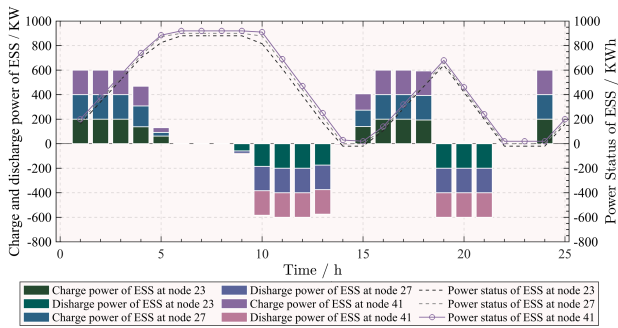 Charge and discharge power of ESS / KW
1000
800
600
400
200
0
-200
-400
-600
-800
1000
800
600
400
200
0
-200
-400
-600
-800
Power Status of ESS / KWh
0 5 10 15 20 25
Time / h
Charge power of ESS at node 23
Disharge power of ESS at node 27
Power status of ESS at node 23
Disharge power of ESS at node 23
Charge power of ESS at node 41
Power status of ESS at node 27
Charge power of ESS at node 27
Disharge power of ESS at node 41
Power status of ESS at node 41